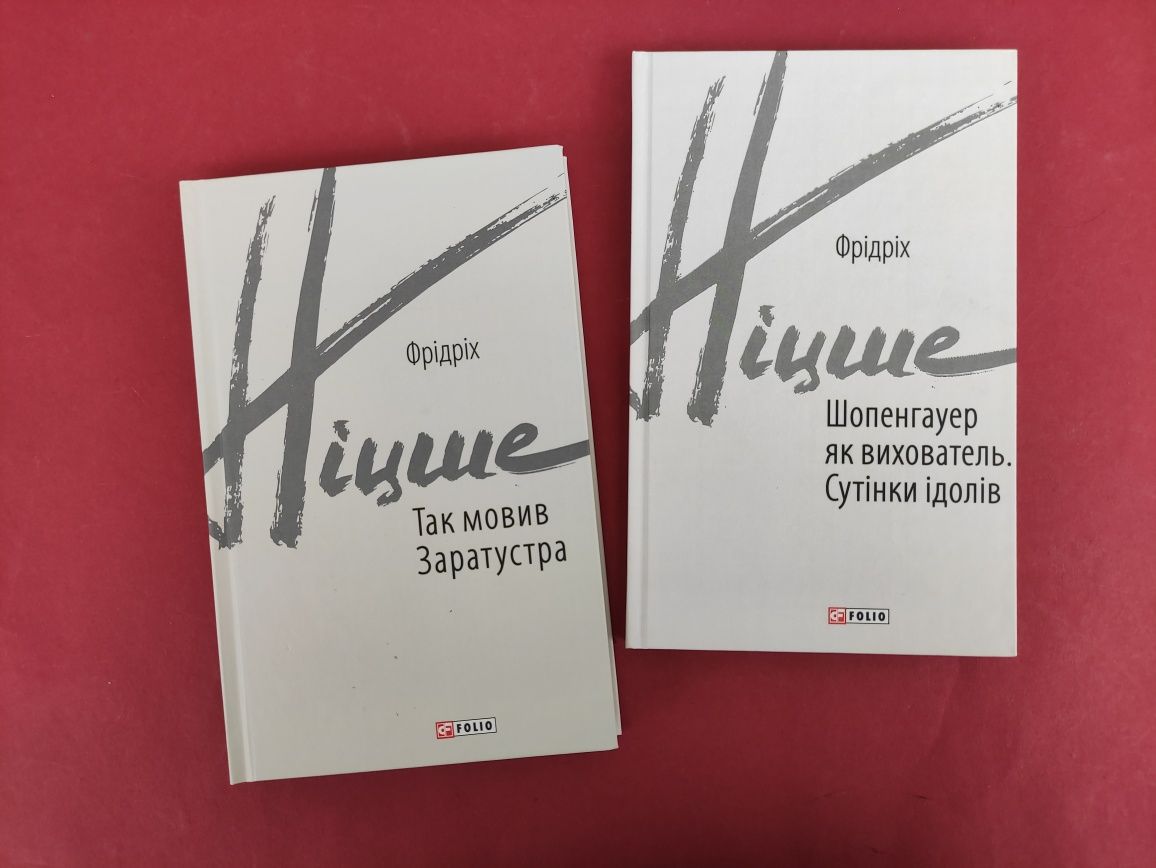 Фрідріх
Ніцше
Так мовив
Заратустра
FOLIO
Фрідріх
Ніцше
Шопенгауер
як вихователь.
Сутінки ідолів
FOLIO